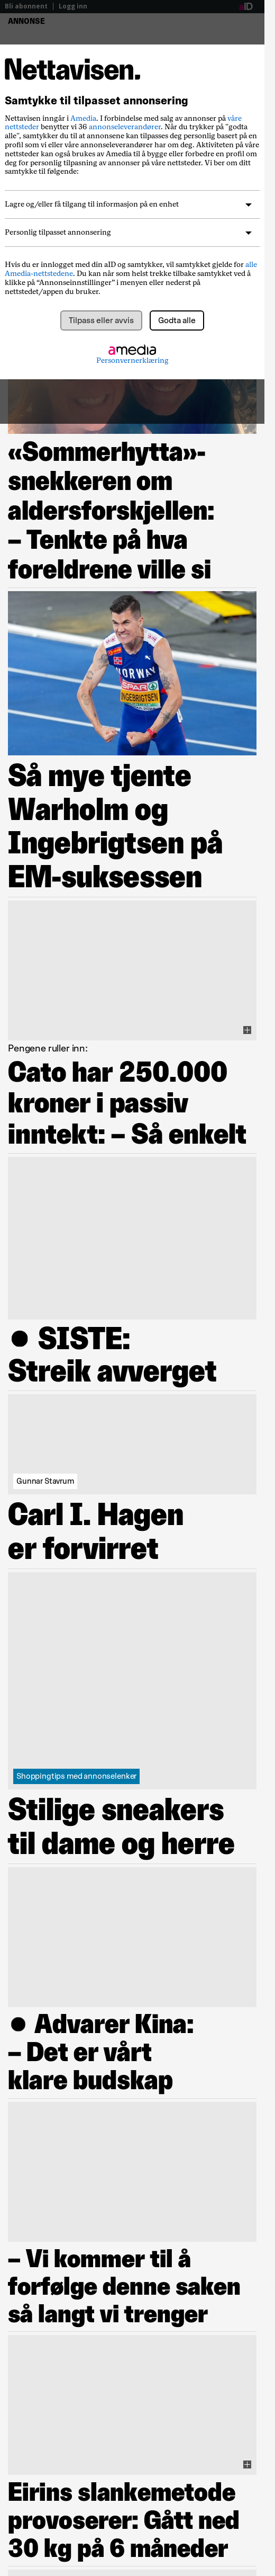 Bli abonnent | Logg inn
aID
ANNONSE
Nettavisen.
Samtykke til tilpasset annonsering
Nettavisen inngår i Amedia. I forbindelse med salg av annonser på våre
nettsteder benytter vi 36 annonseleverandører. Når du trykker på "godta
alle", samtykker du til at annonsene kan tilpasses deg personlig basert på en
profil som vi eller våre annonseleverandører har om deg. Aktiviteten på våre
nettsteder kan også brukes av Amedia til å bygge eller forbedre en profil om
deg for personlig tilpasning av annonser på våre nettsteder. Vi ber om ditt
samtykke til følgende:
Lagre og/eller få tilgang til informasjon på en enhet
Personlig tilpasset annonsering
Hvis du er innlogget med din aID og samtykker, vil samtykket gjelde for alle
Amedia-nettstedene. Du kan når som helst trekke tilbake samtykket ved å
klikke på “Annonseinnstillinger” i menyen eller nederst på
nettstedet/appen du bruker.
Tilpass eller avvis
Godta alle
amedia
Personvernerklæring
«Sommerhytta»-
snekkeren om
aldersforskjellen:
– Tenkte på hva
foreldrene ville si
NORWAY
SPAR
INGEBRIGTSEN
Så mye tjente
Warholm og
Ingebrigtsen på
EM-suksessen
Pengene ruller inn:
Cato har 250.000
kroner i passiv
inntekt: – Så enkelt
● SISTE:
Streik avverget
Gunnar Stavrum
Carl I. Hagen
er forvirret
Shoppingtips med annonselenker
Stilige sneakers
til dame og herre
● Advarer Kina:
– Det er vårt
klare budskap
– Vi kommer til å
forfølge denne saken
så langt vi trenger
Eirins slankemetode
provoserer: Gått ned
30 kg på 6 måneder